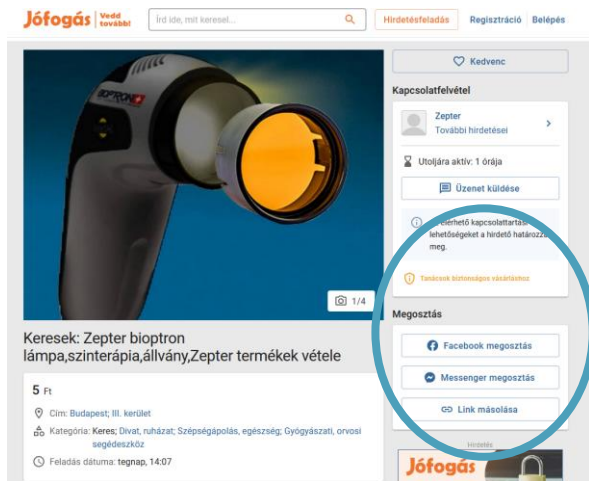 Jófogás Vedd
tovább!
Írd ide, mit keresel...
Hirdetésfeladás Regisztráció Belépés
BIOPTRON
Kedvenc
Kapcsolatfelvétel
Zepter
További hirdetései
Utoljára aktív: 1 órája
Üzenet küldése
elérhető kapcsolattartási
lehetőségeket a hirdető határozza
meg.
Tanácsok biztonságos vásárláshoz
1/4
Megosztás
Facebook megosztás
Messenger megosztás
Link másolása
Keresek: Zepter bioptron
lámpa,szinterápia,állvány,Zepter termékek vétele
5 Ft
Cím: Budapest; III. kerület
Kategória: Keres; Divat, ruházat; Szépségápolás, egészség; Gyógyászati, orvosi
segédeszköz
Feladás dátuma: tegnap, 14:07
Hirdetés
Jófogás